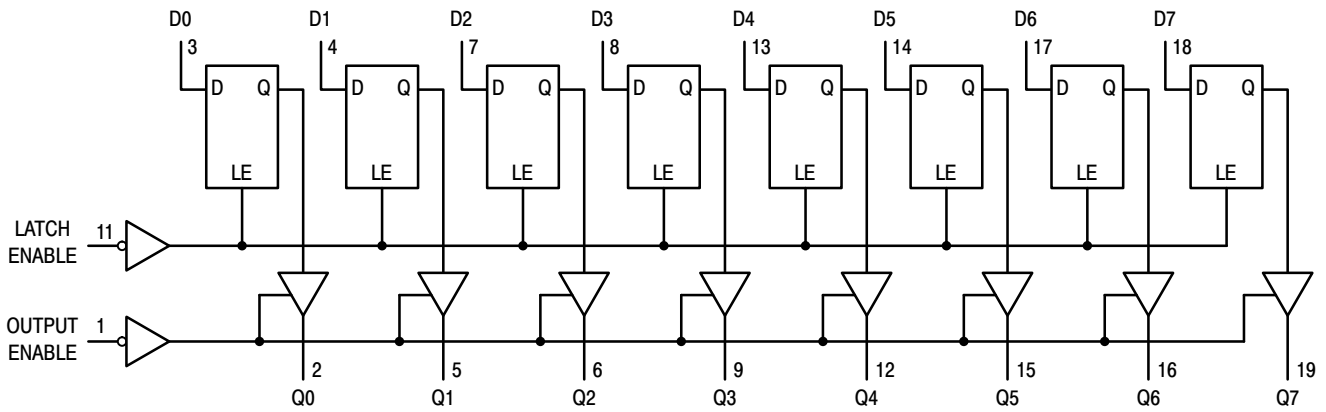 D0 D1 D2 D3 D4 D5 D6 D7
3 4 7 8 13 14 17 18
D Q D Q D Q D Q D Q D Q D Q D Q
LE LE LE LE LE LE LE LE
LATCH
ENABLE
11
OUTPUT
ENABLE
1
2 5 6 9 12 15 16 19
Q0 Q1 Q2 Q3 Q4 Q5 Q6 Q7